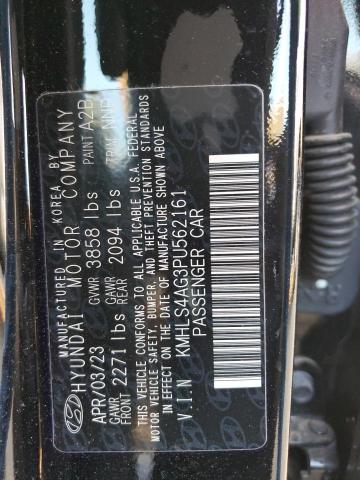 MANUFACTURED IN KOREA BY
HYUNDAI MOTOR COMPANY
APR/03/23 GVWR 3858 lbs PAINT A2B
GAWR FRONT 2271 lbs GAWR REAR 2094 lbs TRIM NNB
THIS VEHICLE CONFORMS TO ALL APPLICABLE U.S.A. FEDERAL
MOTOR VEHICLE SAFETY, BUMPER, AND THEFT PREVENTION STANDARDS
IN EFFECT ON THE DATE OF MANUFACTURE SHOWN ABOVE
V.I.N KMHLS4AG3PU562161
PASSENGER CAR